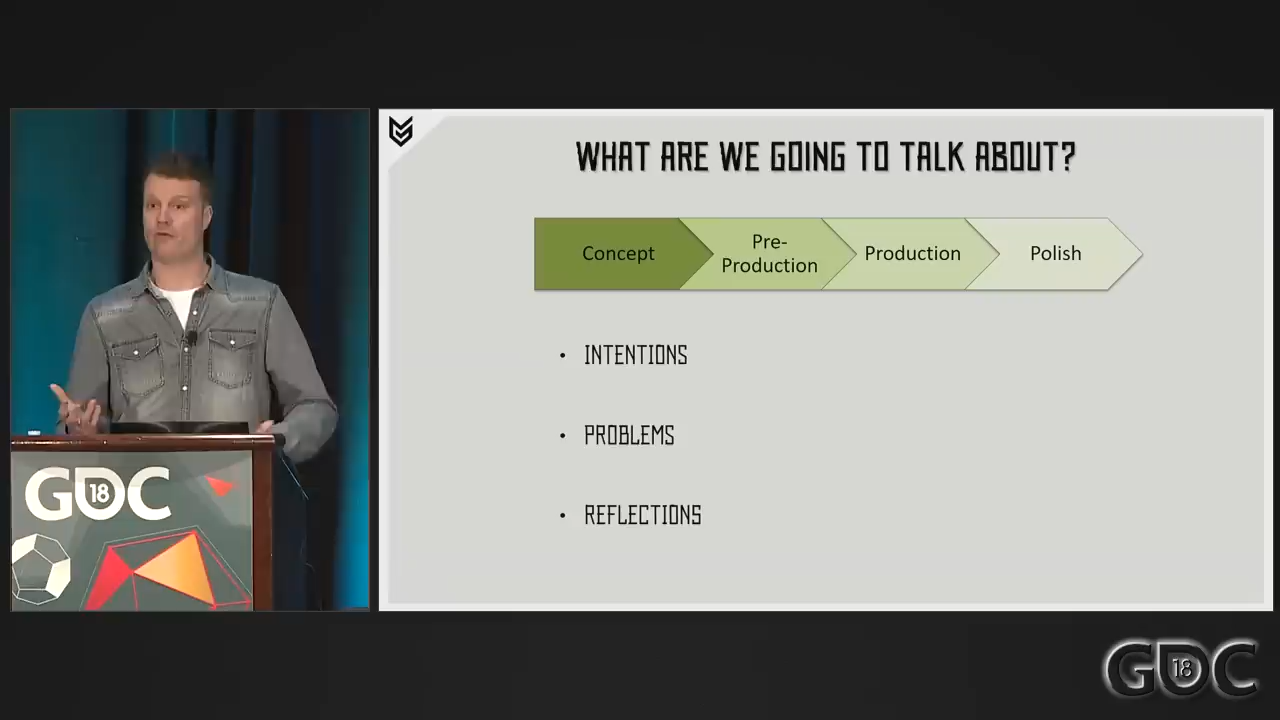 WHAT ARE WE GOING TO TALK ABOUT?
Concept
Pre-
Production
Production
Polish
• INTENTIONS
• PROBLEMS
• REFLECTIONS
GDC
18
GDC
18